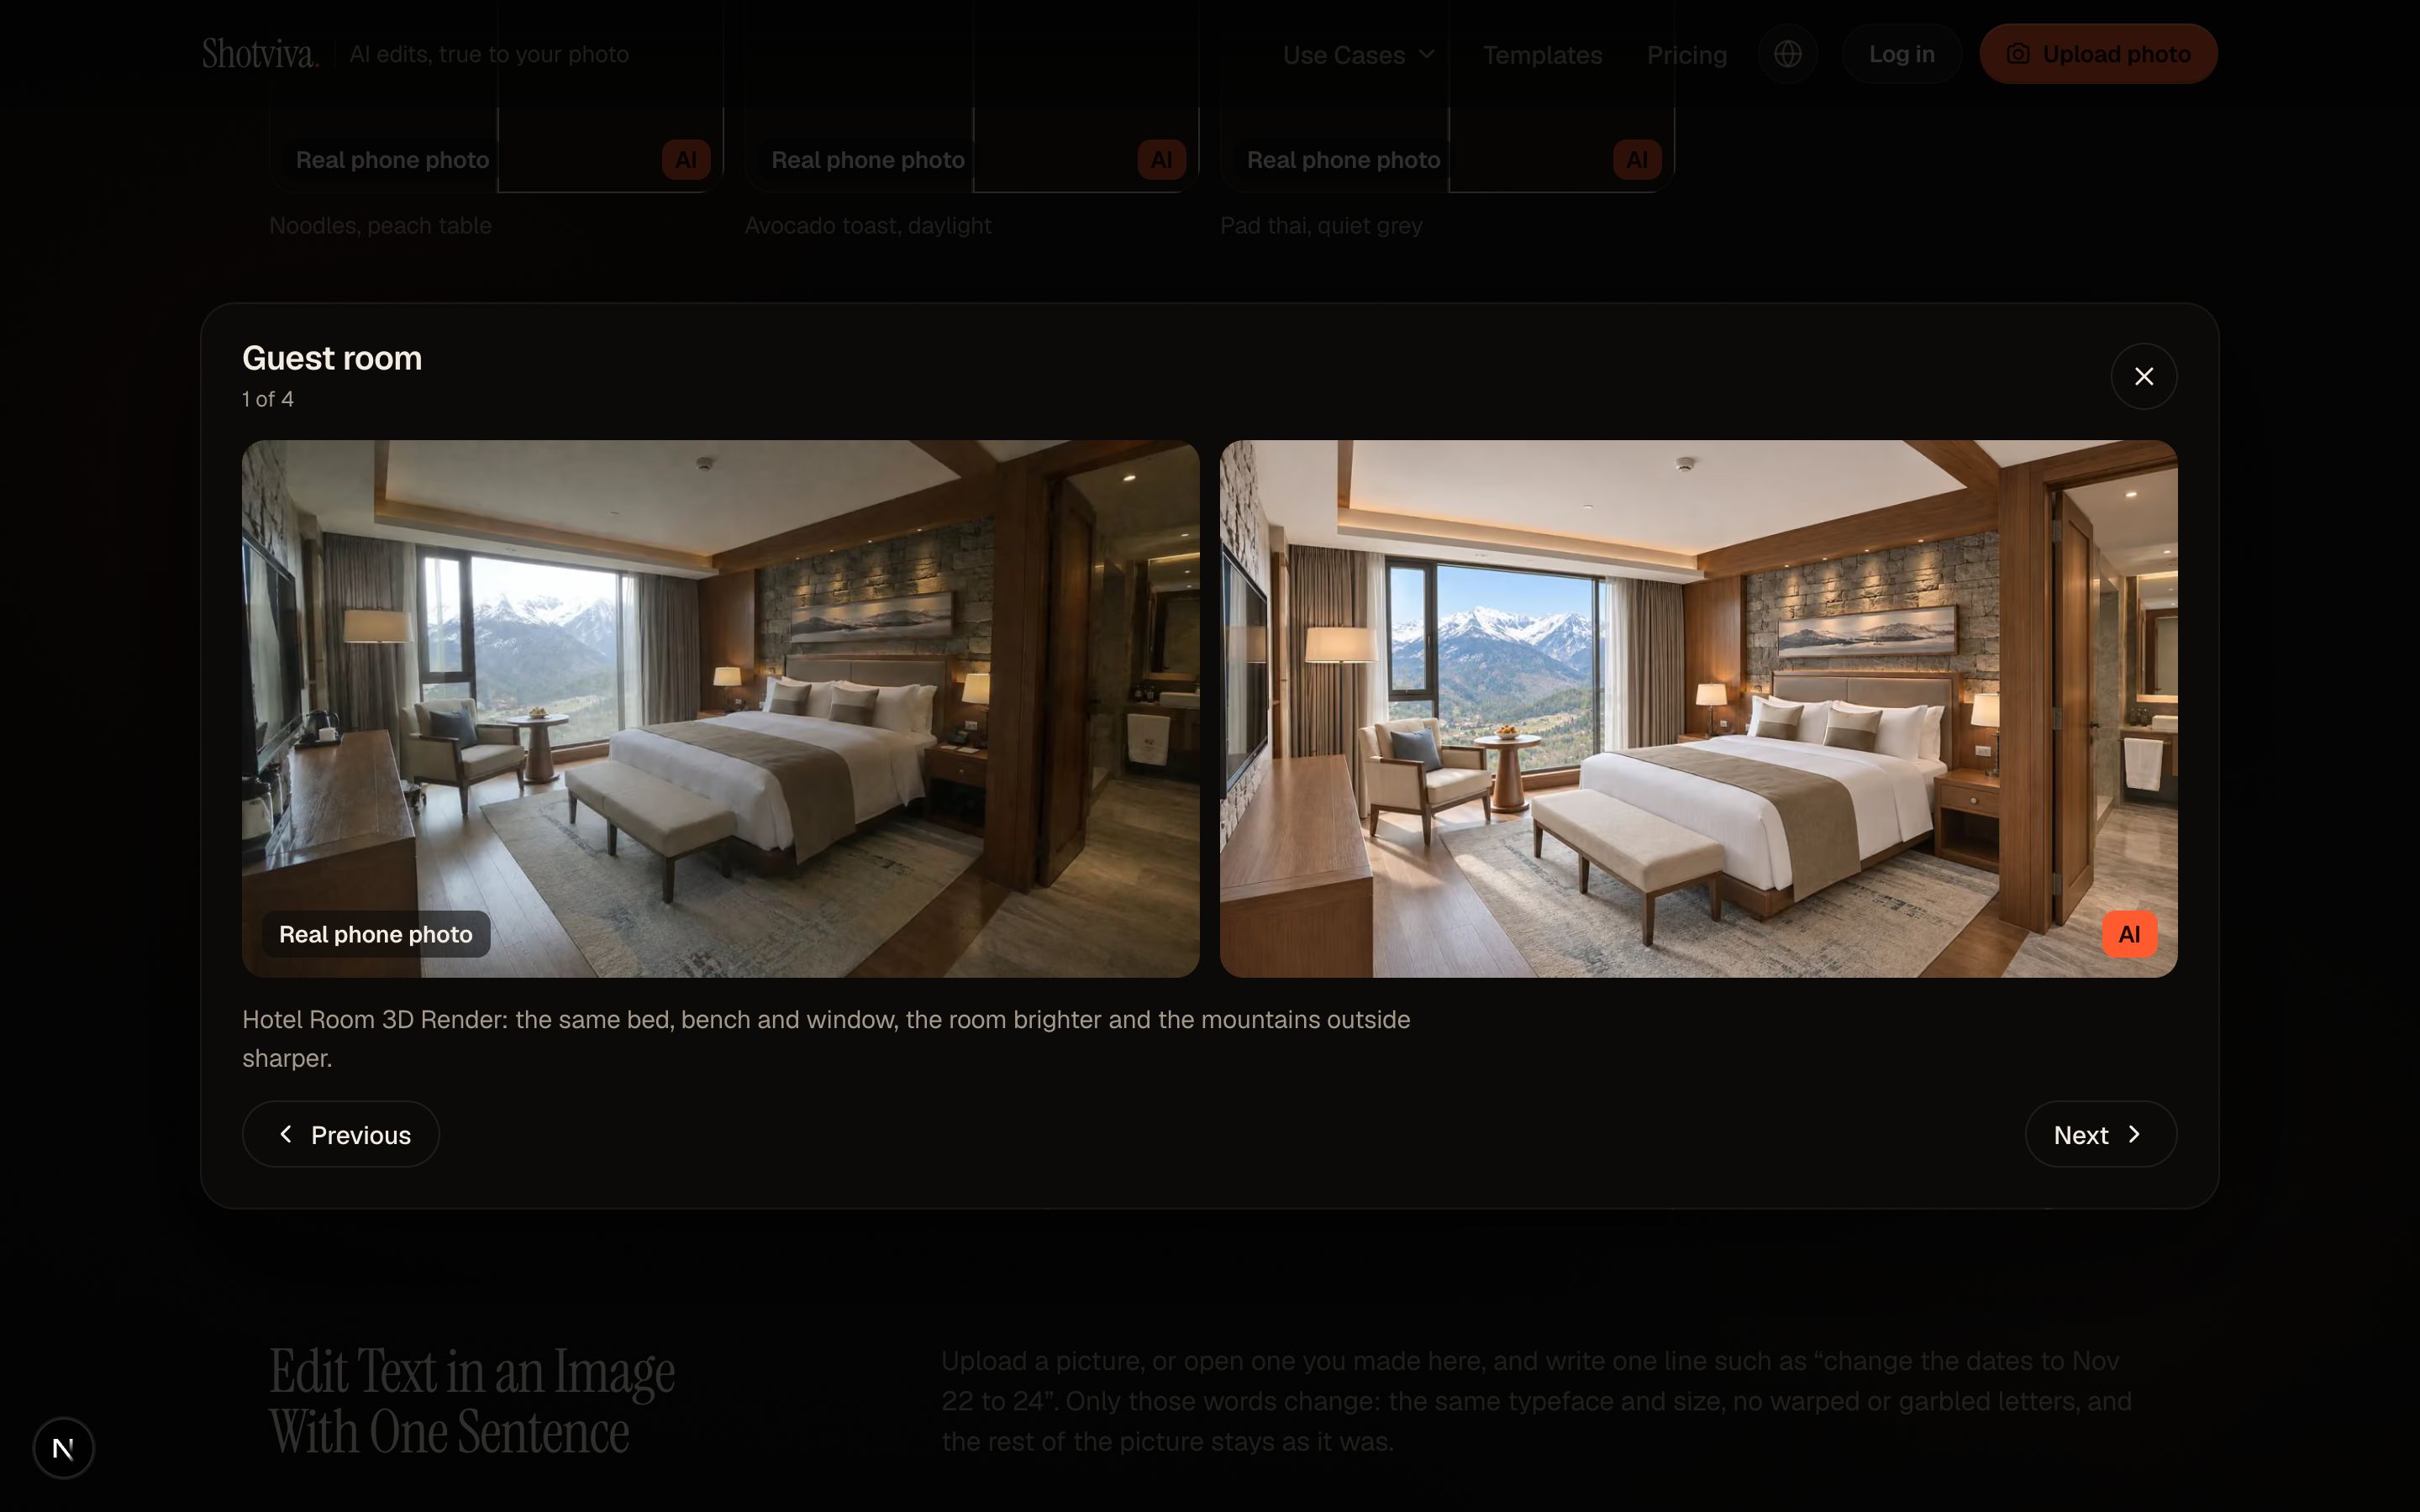 Shotviva.
AI edits, true to your photo
Use Cases
Templates
Pricing
Log in
Upload photo
Real phone photo
AI
Real phone photo
AI
Real phone photo
AI
Noodles, peach table
Avocado toast, daylight
Pad thai, quiet grey
Guest room
1 of 4
Real phone photo
AI
Hotel Room 3D Render: the same bed, bench and window, the room brighter and the mountains outside
sharper.
Previous
Next
Edit Text in an Image
With One Sentence
Upload a picture, or open one you made here, and write one line such as “change the dates to Nov
22 to 24”. Only those words change: the same typeface and size, no warped or garbled letters, and
the rest of the picture stays as it was.
N